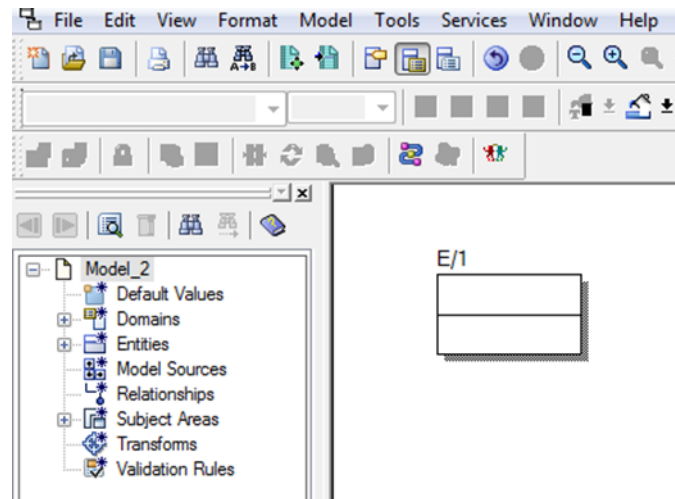 File Edit View Format Model Tools Services Window Help
A→B
E/1
Model_2
Default Values
Domains
Entities
Model Sources
Relationships
Subject Areas
Transforms
Validation Rules